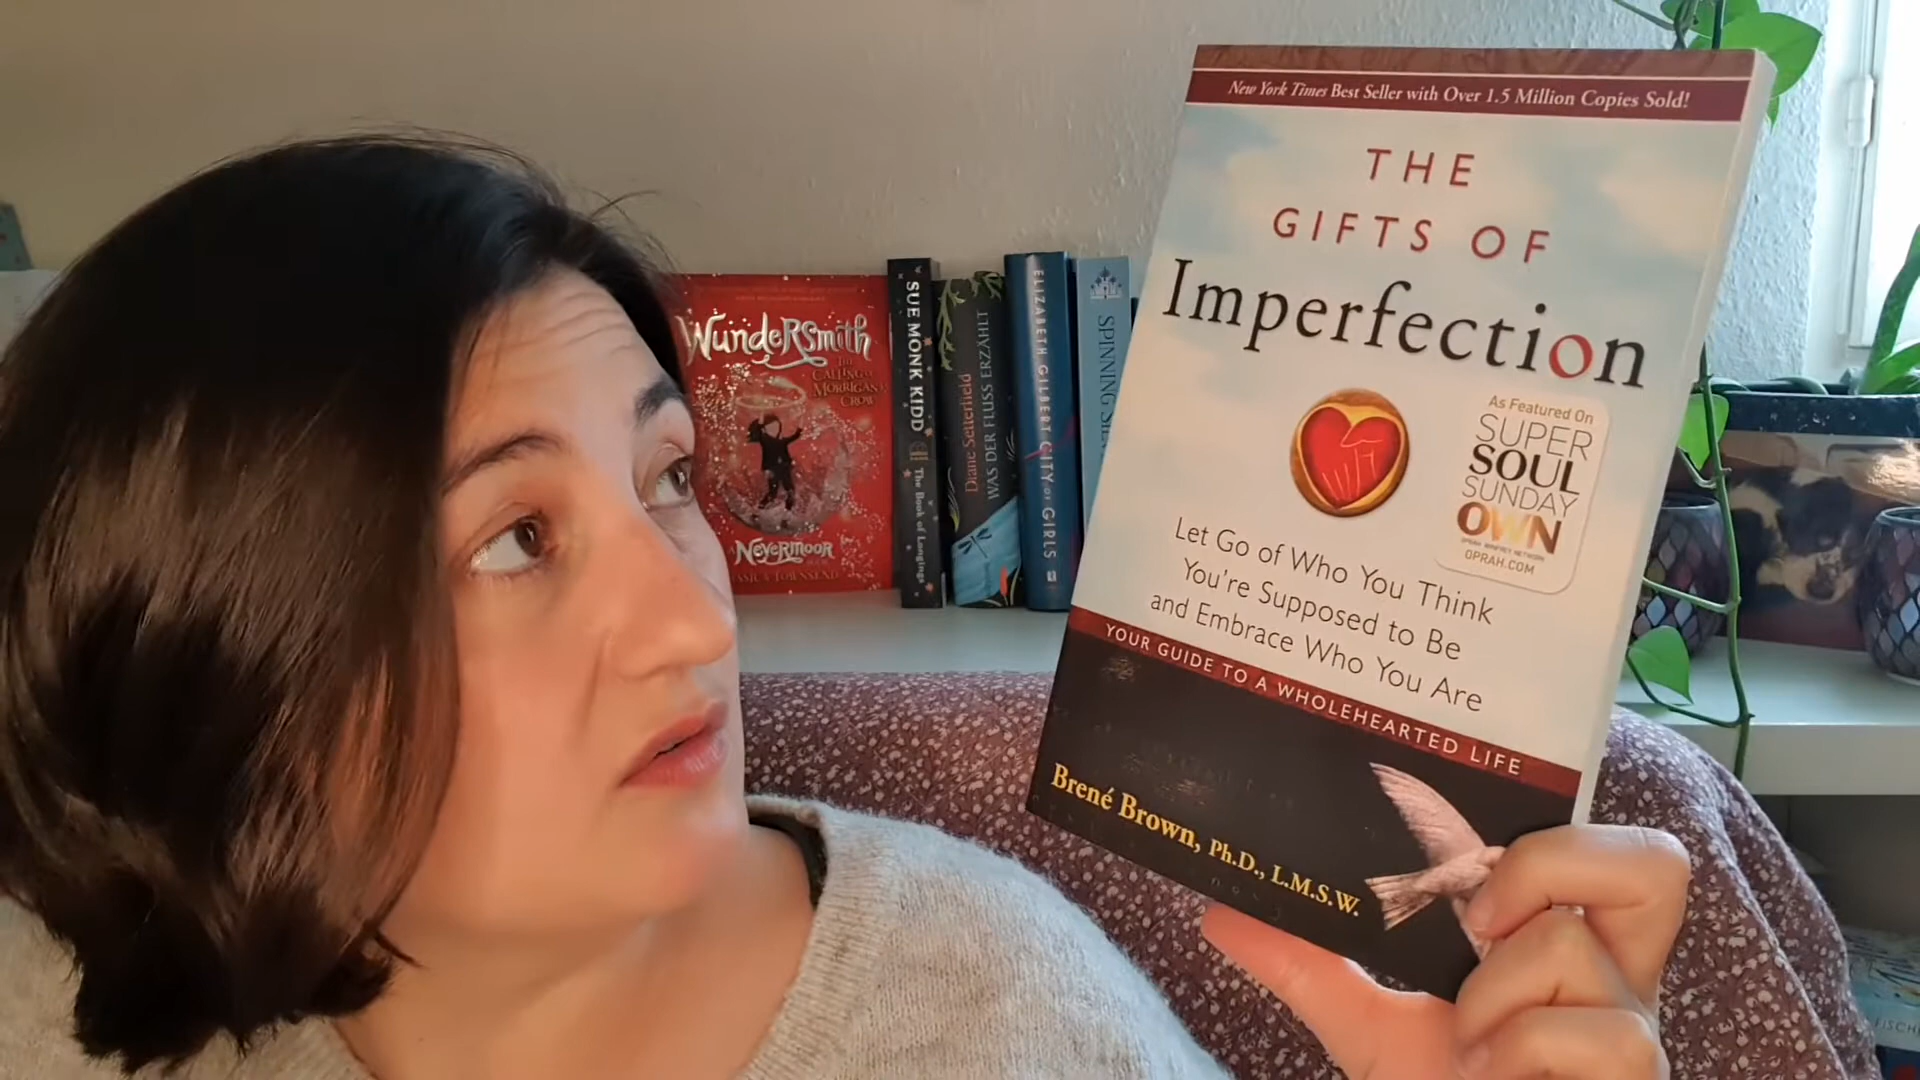 New York Times Best Seller with Over 1.5 Million Copies Sold!
THE
GIFTS OF
Imperfection
As Featured On
SUPER
SOUL
SUNDAY
OWN
OPRAH WINFREY NETWORK
OPRAH.COM
Let Go of Who You Think
You're Supposed to Be
and Embrace Who You Are
YOUR GUIDE TO A WHOLEHEARTED LIFE
Brené Brown, Ph.D., L.M.S.W.
WUNDERSMITH
THE
CALLING OF
MORRIGAN
CROW
NEVERMOOR
SUE MONK KIDD
The Book of Longings
Diane Setterfield
WAS DER FLUSS ERZÄHLT
ELIZABETH GILBERT CITY OF GIRLS
SPINNING